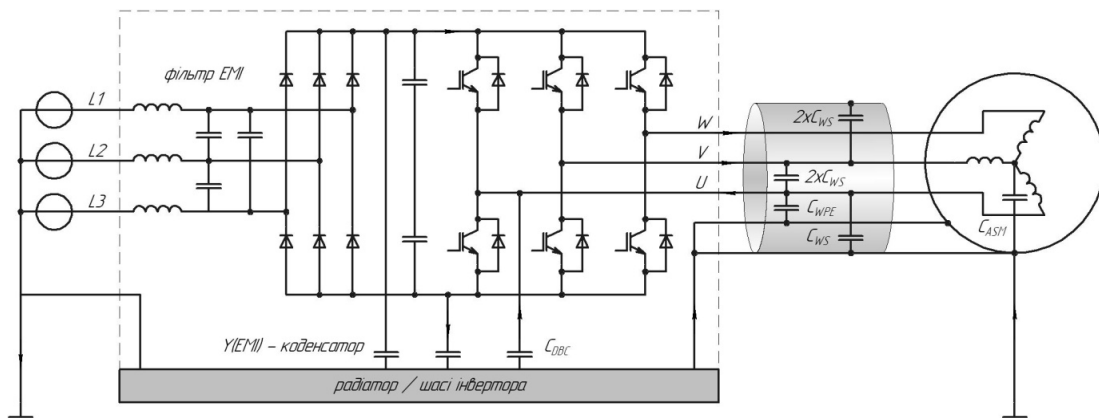 фільтр EMI
L1
L2
L3
W
V
U
2xC_WS
2xC_WS
C_WPE
C_WS
C_ASM
Y(EMI) – коденсатор
C_DBC
радіатор / шасі інвертора